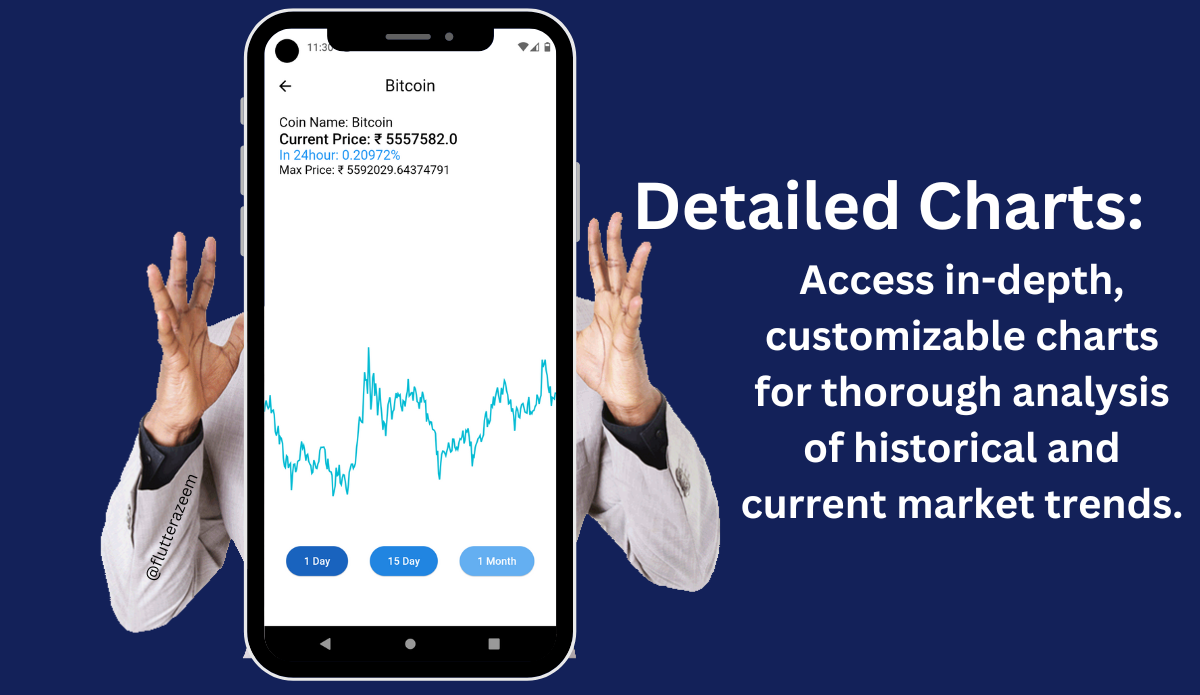 11:30
Bitcoin
Coin Name: Bitcoin
Current Price: ₹ 5557582.0
In 24hour: 0.20972%
Max Price: ₹ 5592029.64374791
1 Day
15 Day
1 Month
@flutterazeem
Detailed Charts:
Access in-depth,
customizable charts
for thorough analysis
of historical and
current market trends.